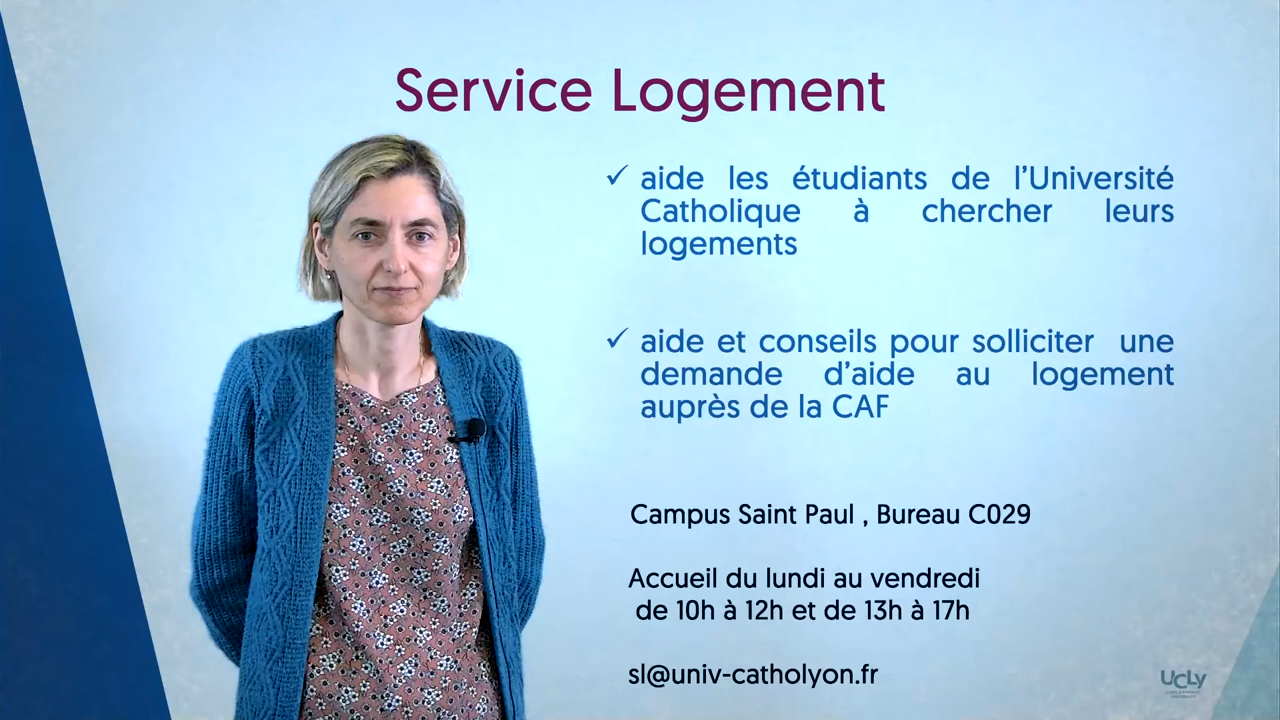 Service Logement
✓ aide les étudiants de l'Université
Catholique à chercher leurs
logements
✓ aide et conseils pour solliciter une
demande d'aide au logement
auprès de la CAF
Campus Saint Paul , Bureau C029
Accueil du lundi au vendredi
de 10h à 12h et de 13h à 17h
sl@univ-catholyon.fr
UCLy